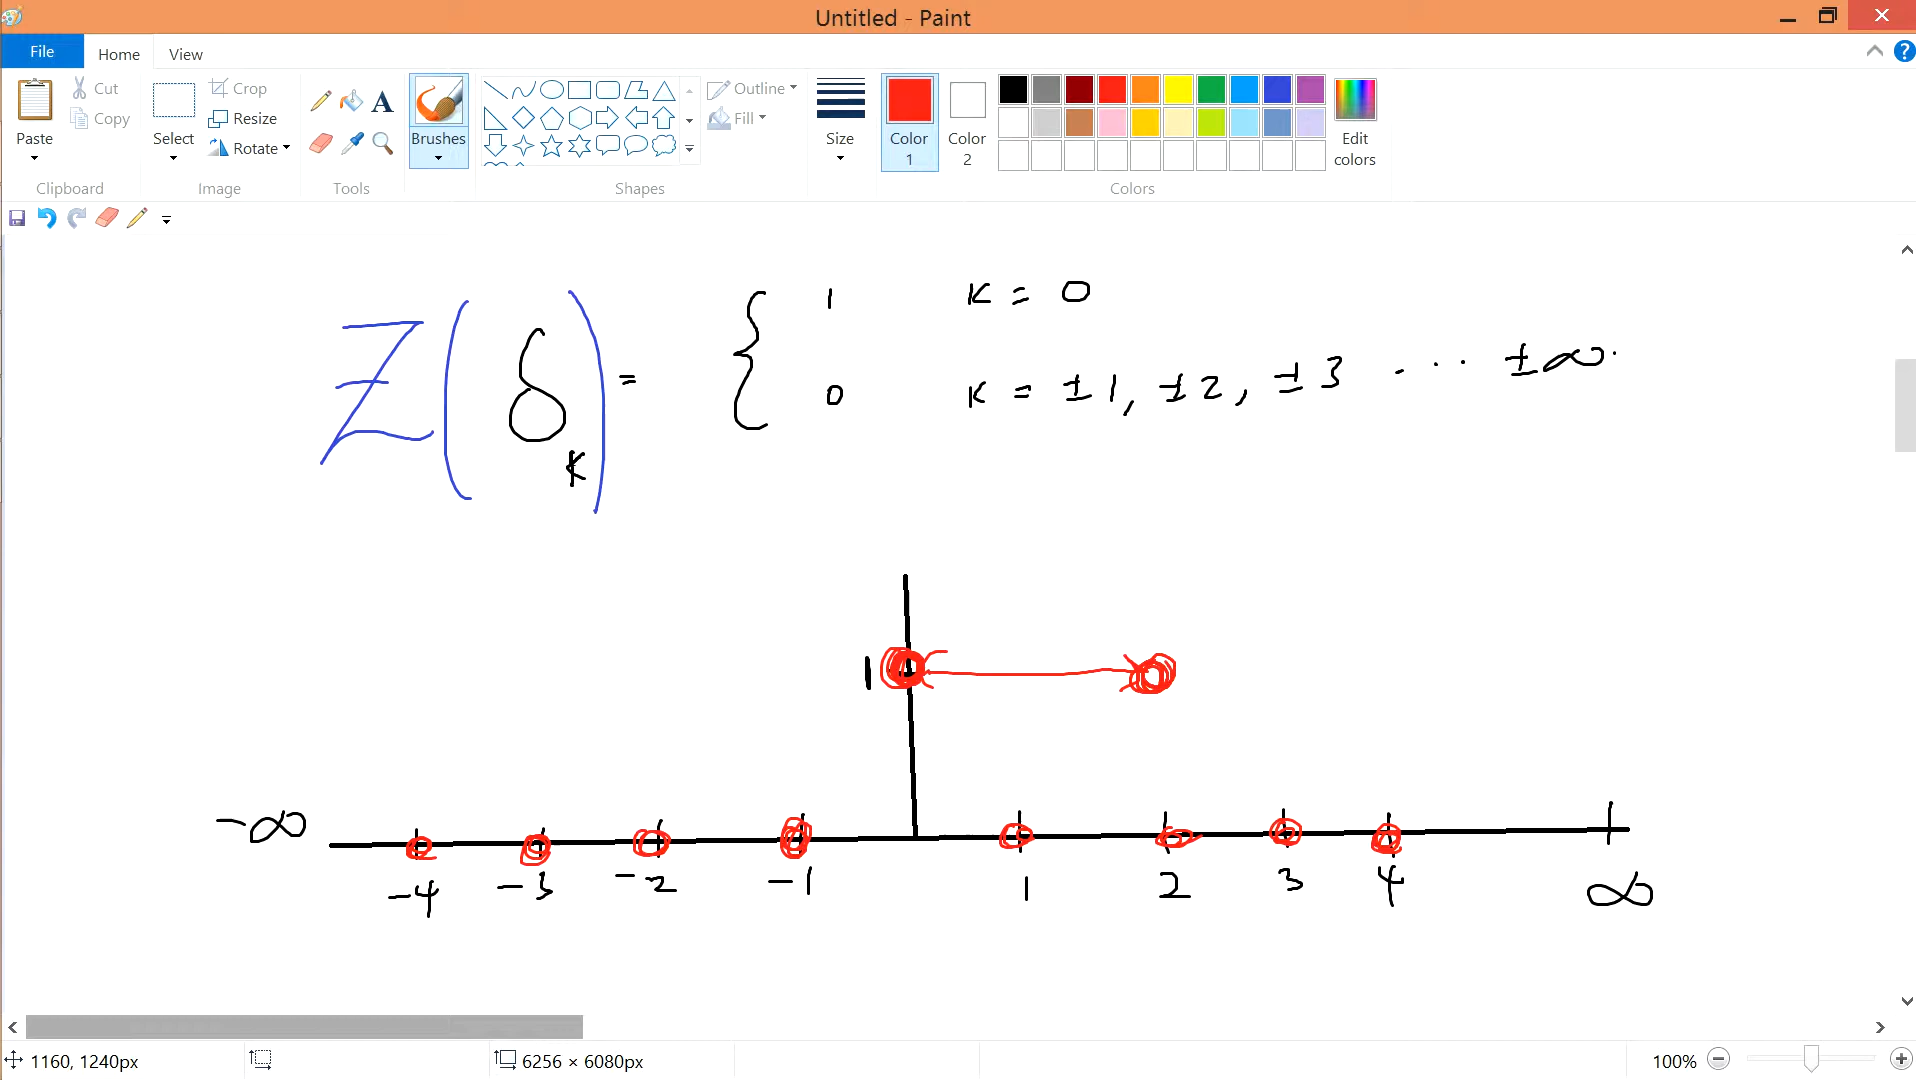 Untitled - Paint
File Home View
Paste Cut Copy Select Crop Resize Rotate Brushes Outline Fill Size Color 1 Color 2 Edit colors
Clipboard Image Tools Shapes Colors
1 K = 0
Z(δK) = {
0 K = ±1, ±2, ±3 ... ±∞.
1
-∞
-4 -3 -2 -1 1 2 3 4 ∞
1160, 1240px 6256 × 6080px 100%